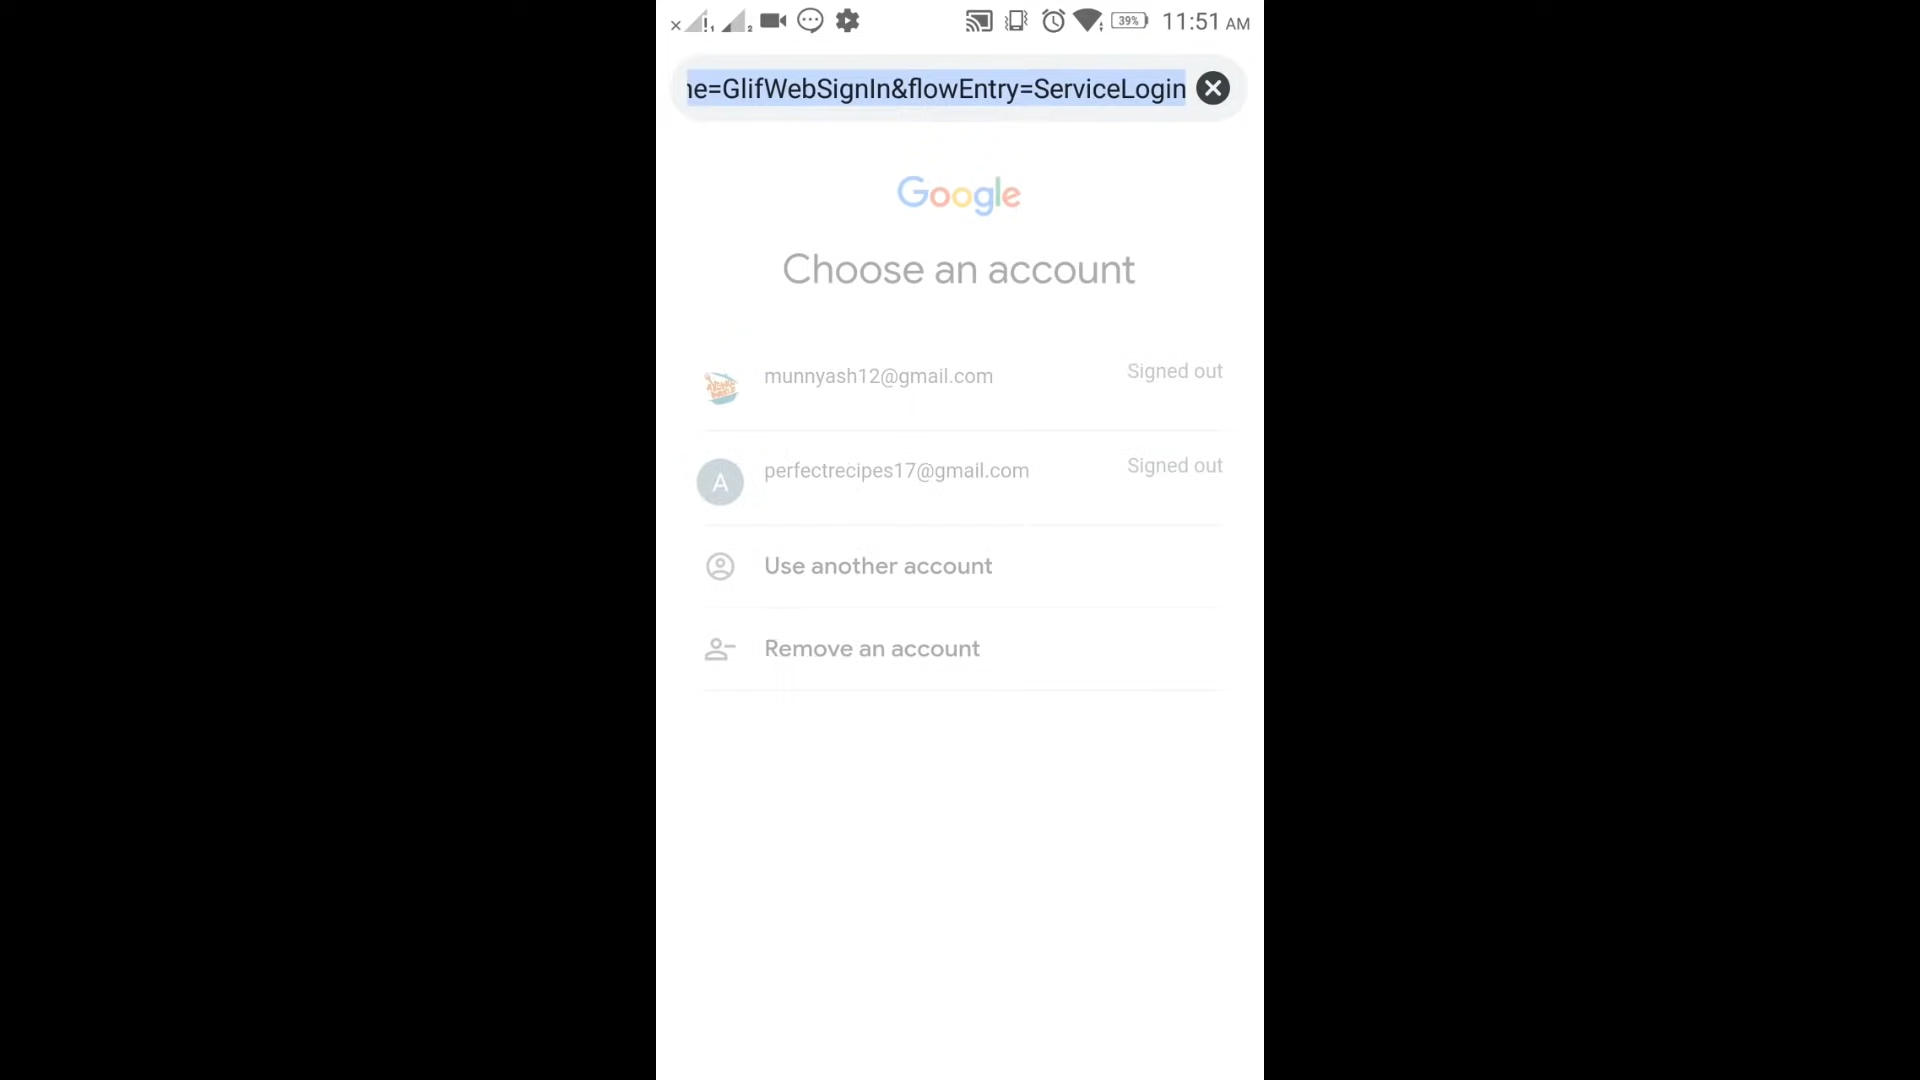 39% 11:51 AM
ne=GlifWebSignIn&flowEntry=ServiceLogin
Google
Choose an account
munnyash12@gmail.com Signed out
A perfectrecipes17@gmail.com Signed out
Use another account
Remove an account